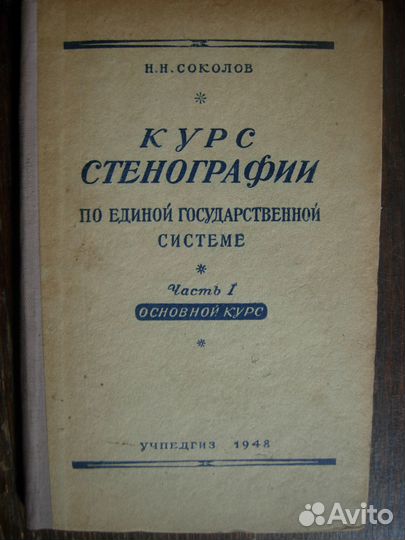 Н.Н. СОКОЛОВ
КУРС
СТЕНОГРАФИИ
ПО ЕДИНОЙ ГОСУДАРСТВЕННОЙ
СИСТЕМЕ
Часть I
ОСНОВНОЙ КУРС
УЧПЕДГИЗ 1948
Avito